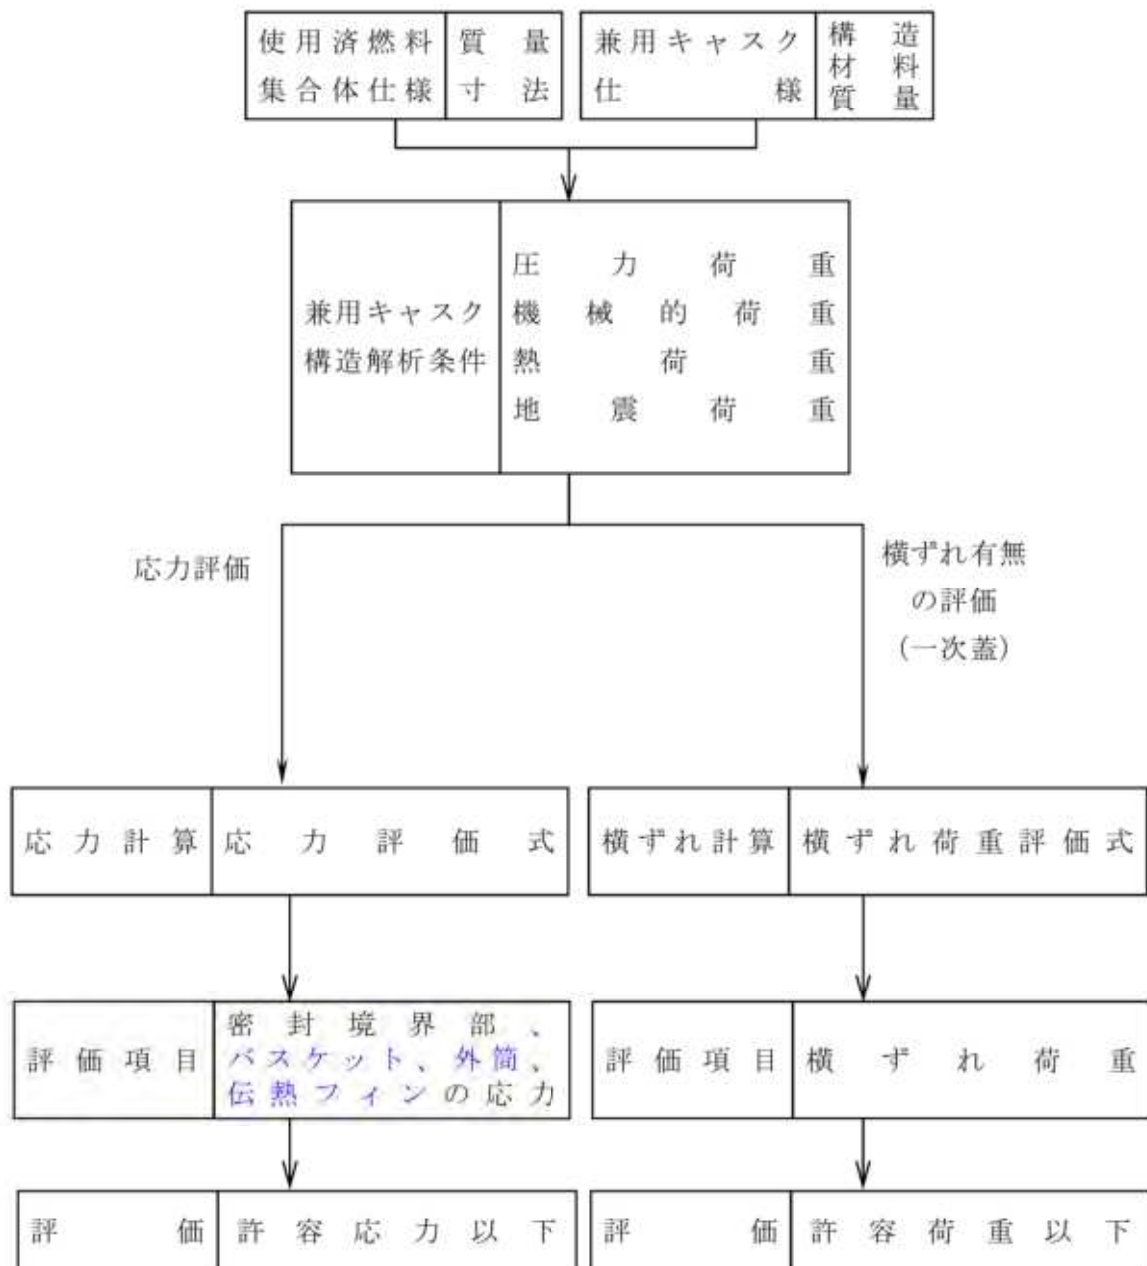 使用済燃料
集合体仕様
質量
寸法
兼用キャスク
仕様
構造
材料
質量
兼用キャスク
構造解析条件
圧力荷重
機械的荷重
熱荷重
地震荷重
応力評価
横ずれ有無
の評価
(一次蓋)
応力計算
応力評価式
横ずれ計算
横ずれ荷重評価式
評価項目
密封境界部、
バスケット、外筒、
伝熱フィンの応力
評価項目
横ずれ荷重
評価
許容応力以下
評価
許容荷重以下